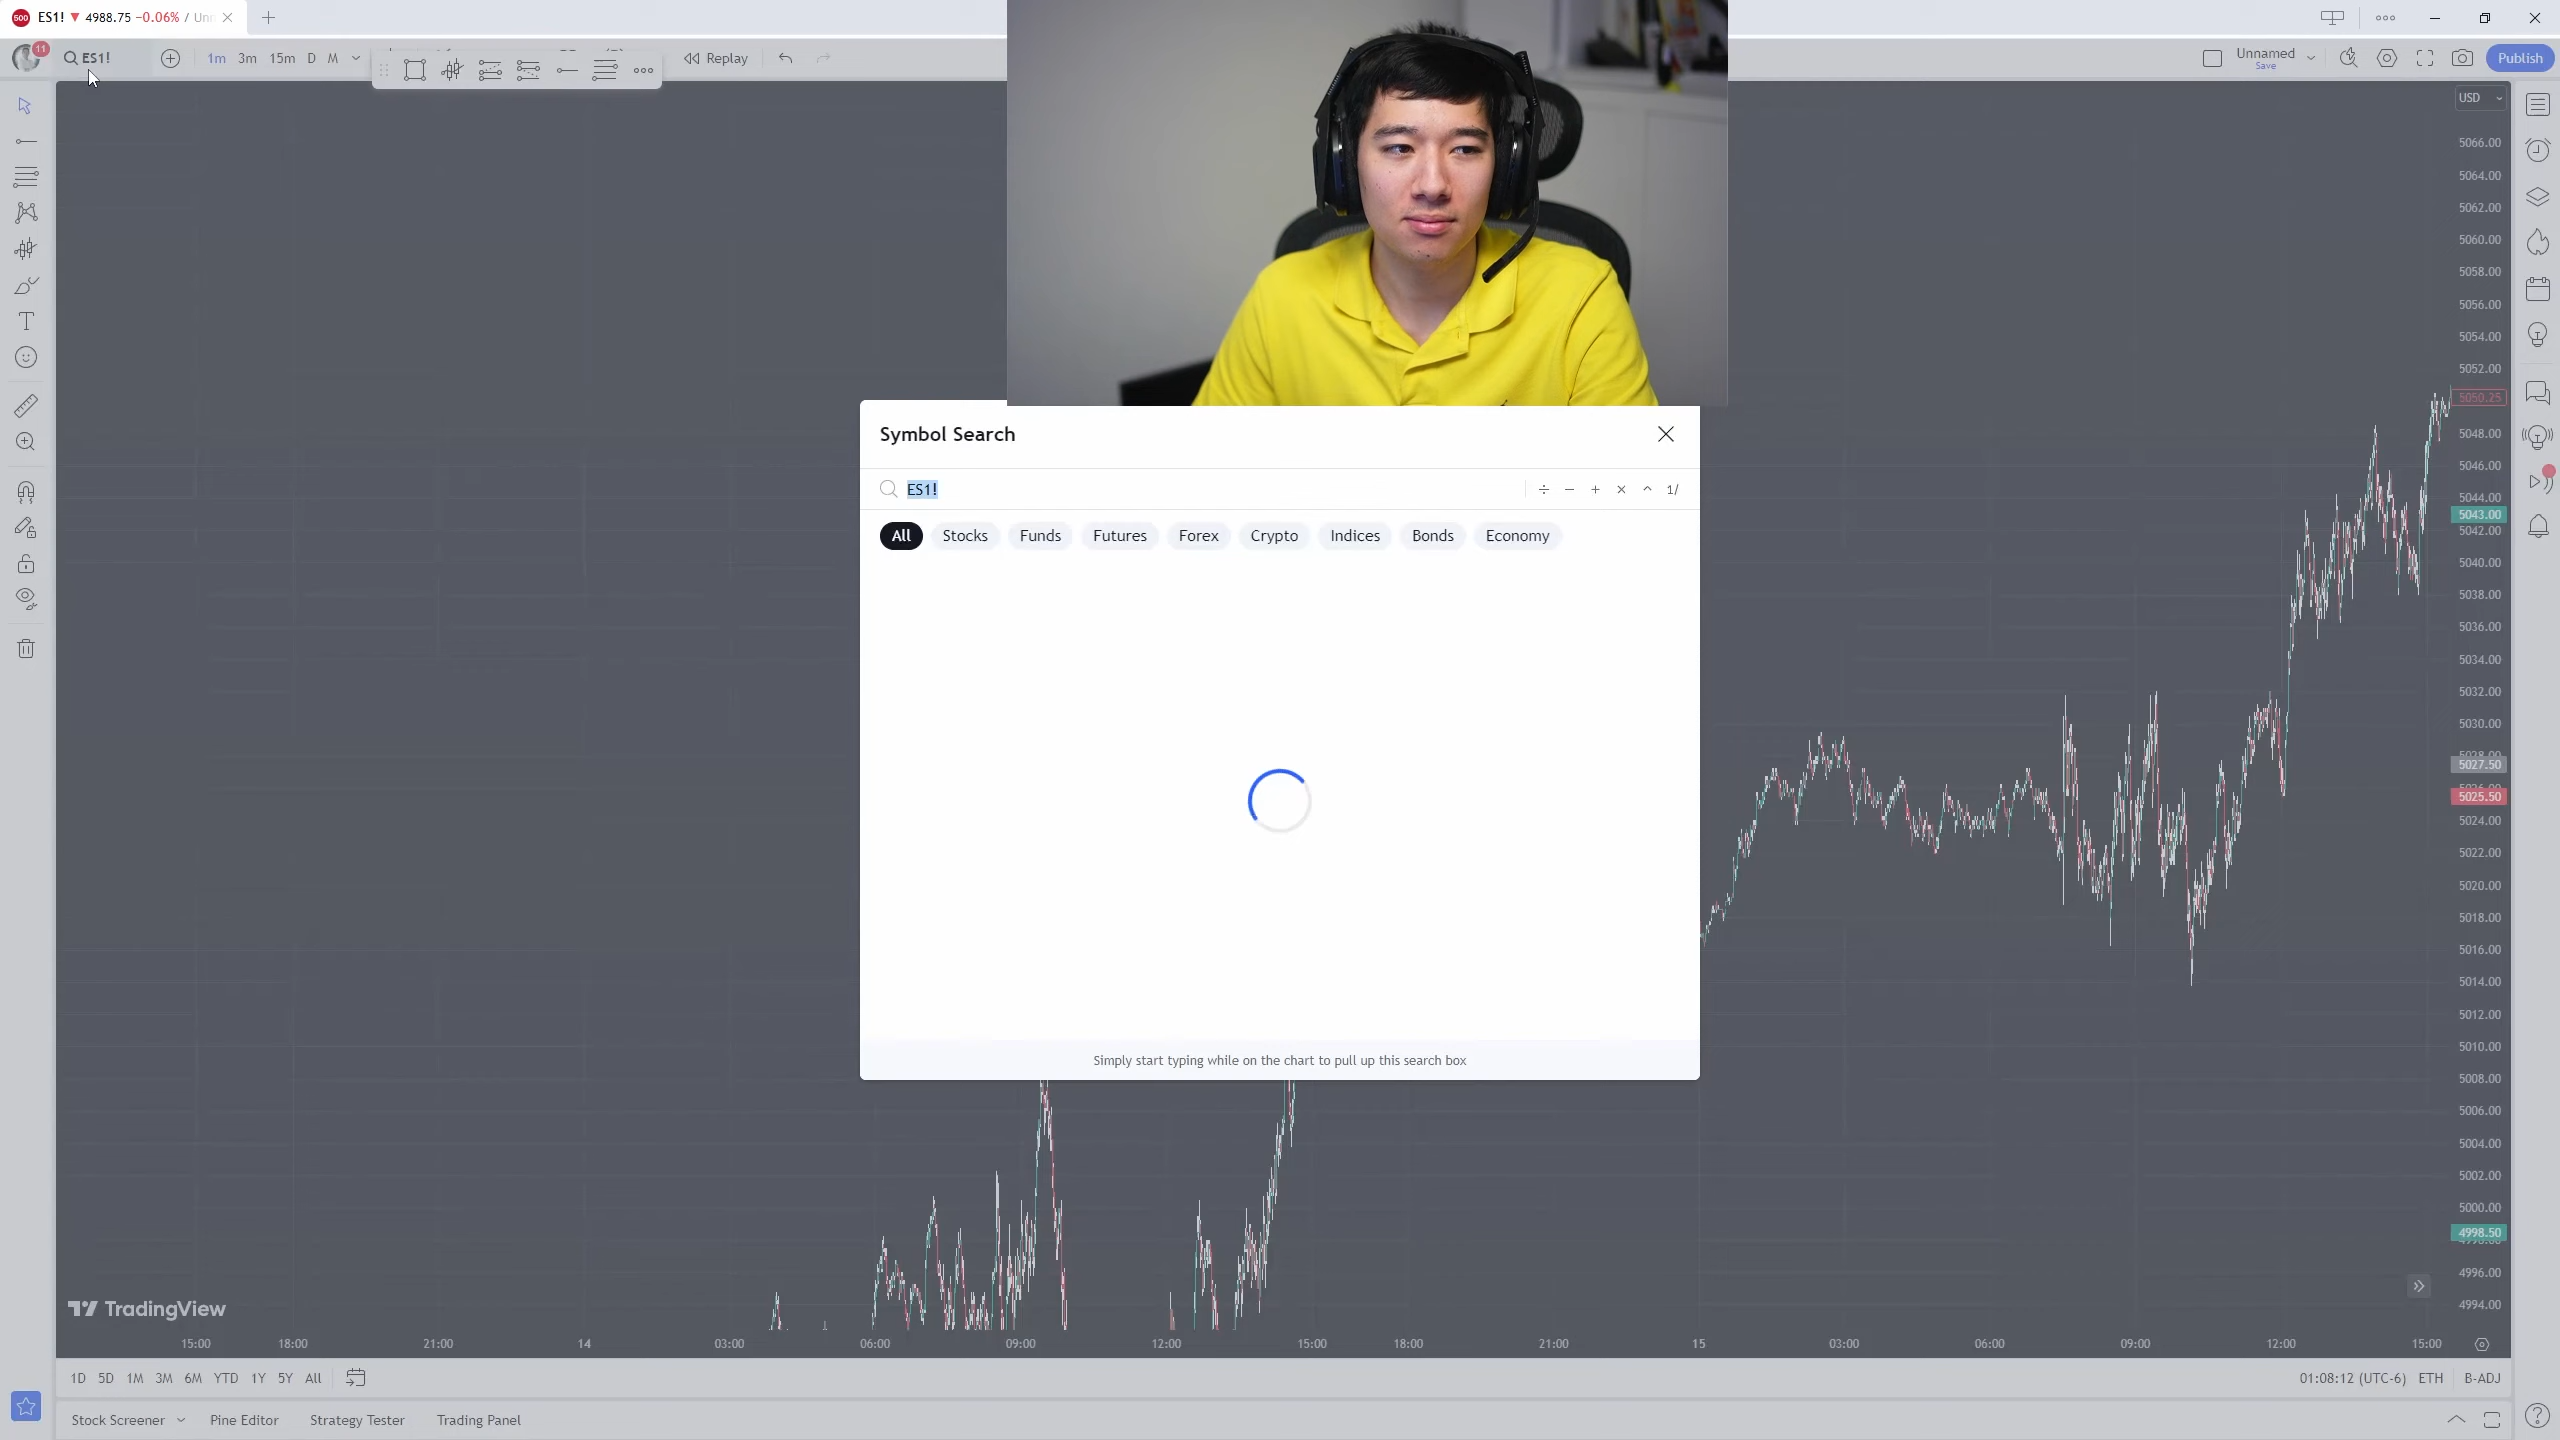 500 ES1! ▼ 4988.75 −0.06% / Unn
11
ES1!
1m 3m 15m D M
Replay
Unnamed
Save
Publish
USD
5066.00
5064.00
5062.00
5060.00
5058.00
5056.00
5054.00
5052.00
5050.25
5048.00
5046.00
5044.00
5043.00
5042.00
5040.00
5038.00
5036.00
5034.00
5032.00
5030.00
5028.00
5027.50
5025.50
5024.00
5022.00
5020.00
5018.00
5016.00
5014.00
5012.00
5010.00
5008.00
5006.00
5004.00
5002.00
5000.00
4998.50
4996.00
4994.00
Symbol Search
ES1!
÷ − + × ^ 1/
All Stocks Funds Futures Forex Crypto Indices Bonds Economy
Simply start typing while on the chart to pull up this search box
TradingView
15:00 18:00 21:00 14 03:00 06:00 09:00 12:00 15:00 18:00 21:00 15 03:00 06:00 09:00 12:00 15:00
1D 5D 1M 3M 6M YTD 1Y 5Y All
01:08:12 (UTC-6) ETH B-ADJ
Stock Screener Pine Editor Strategy Tester Trading Panel